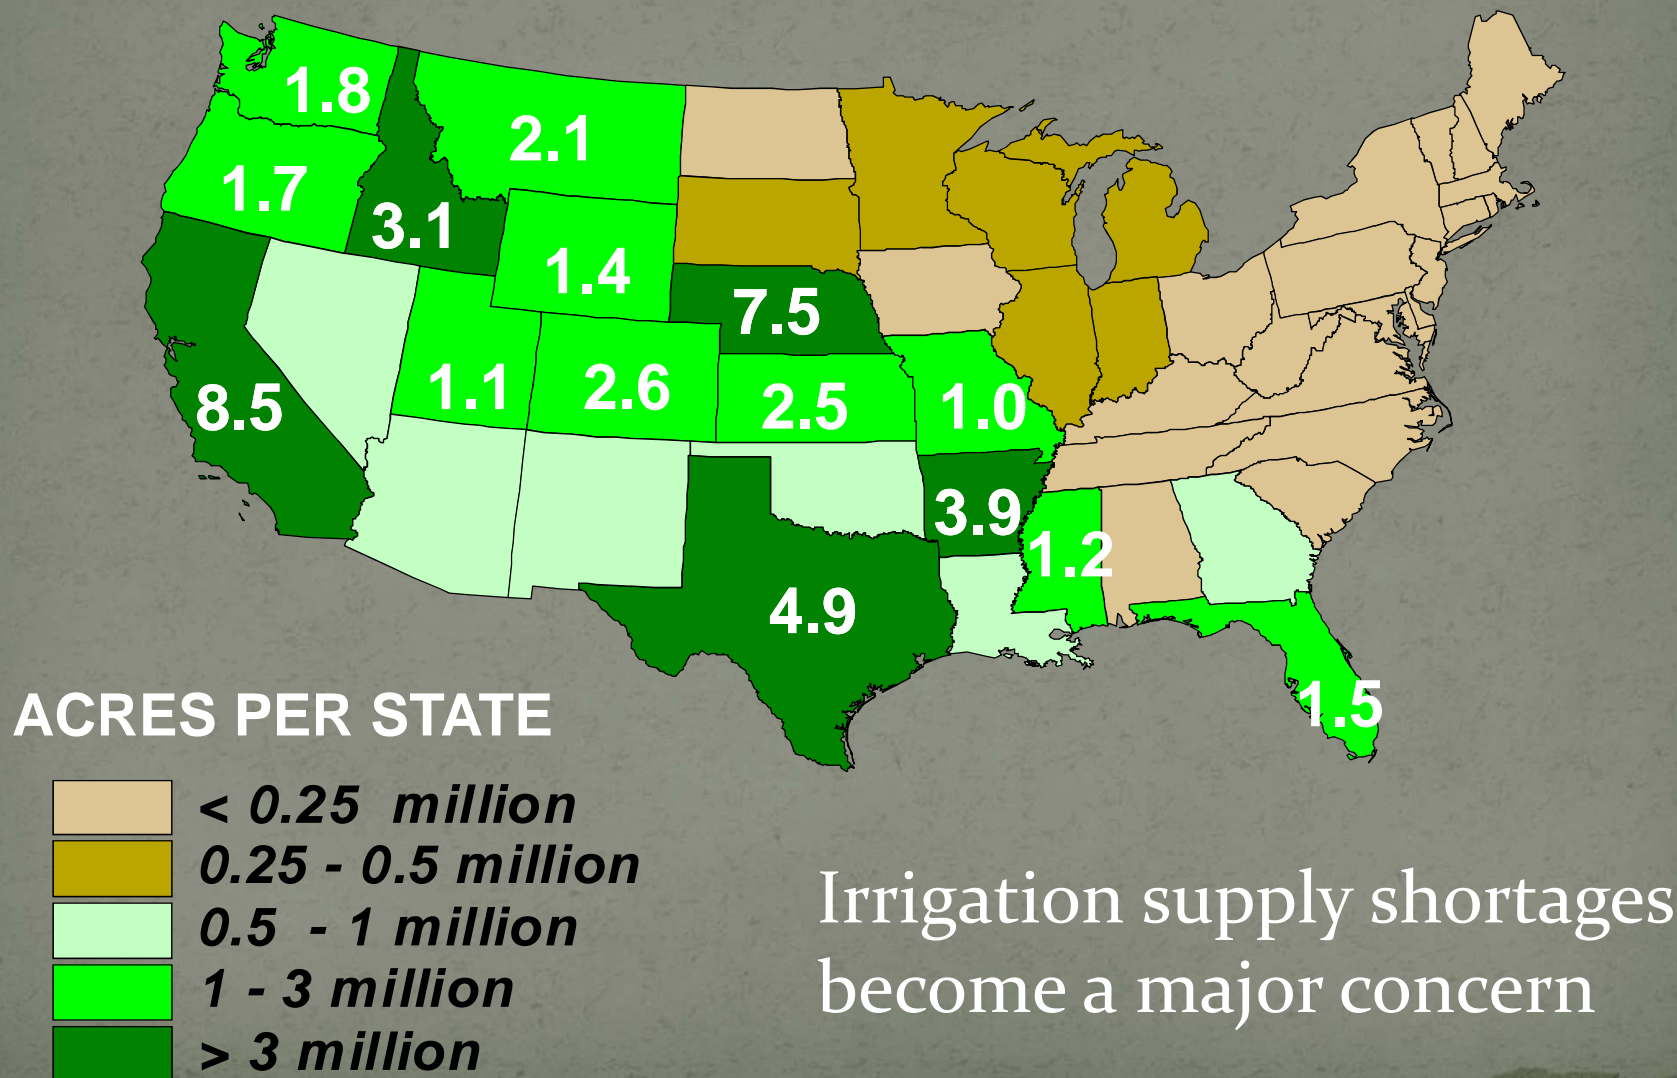 1.8
2.1
1.7
3.1
1.4
7.5
8.5
1.1
2.6
2.5
1.0
3.9
1.2
4.9
1.5
ACRES PER STATE
< 0.25 million
0.25 - 0.5 million
0.5 - 1 million
1 - 3 million
> 3 million
Irrigation supply shortages
become a major concern